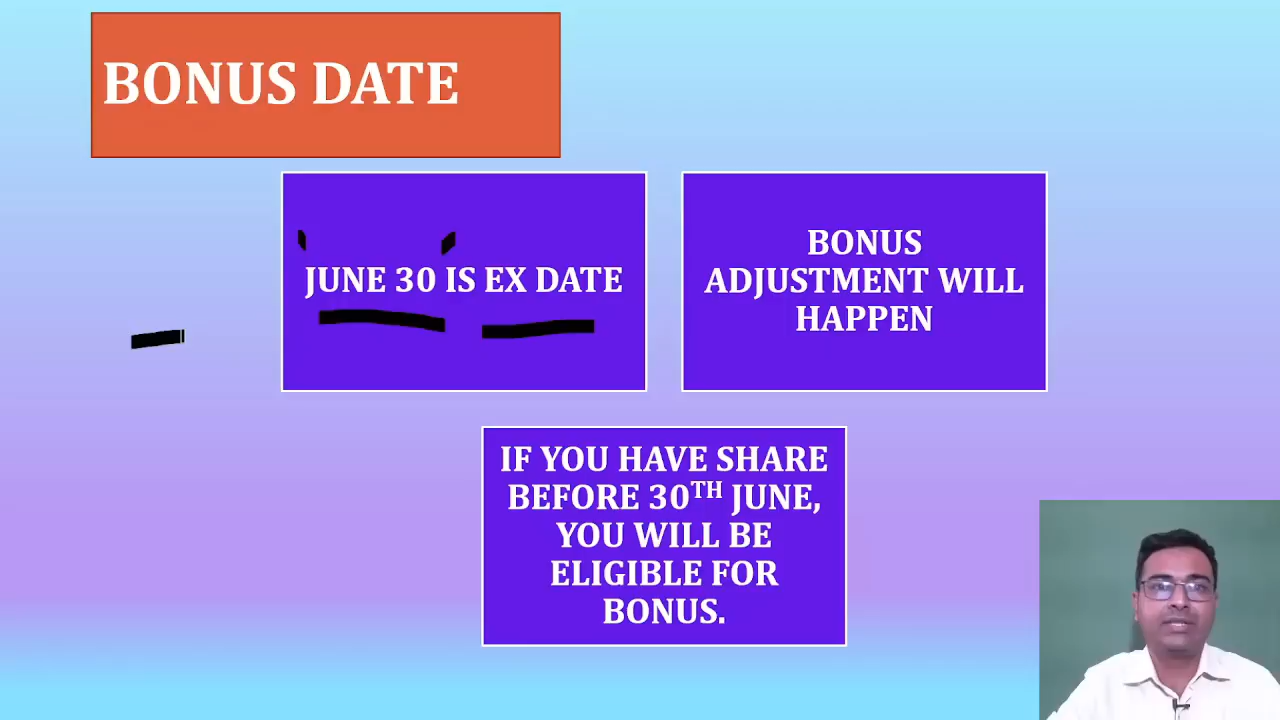 BONUS DATE
JUNE 30 IS EX DATE
BONUS
ADJUSTMENT WILL
HAPPEN
IF YOU HAVE SHARE
BEFORE 30TH JUNE,
YOU WILL BE
ELIGIBLE FOR
BONUS.